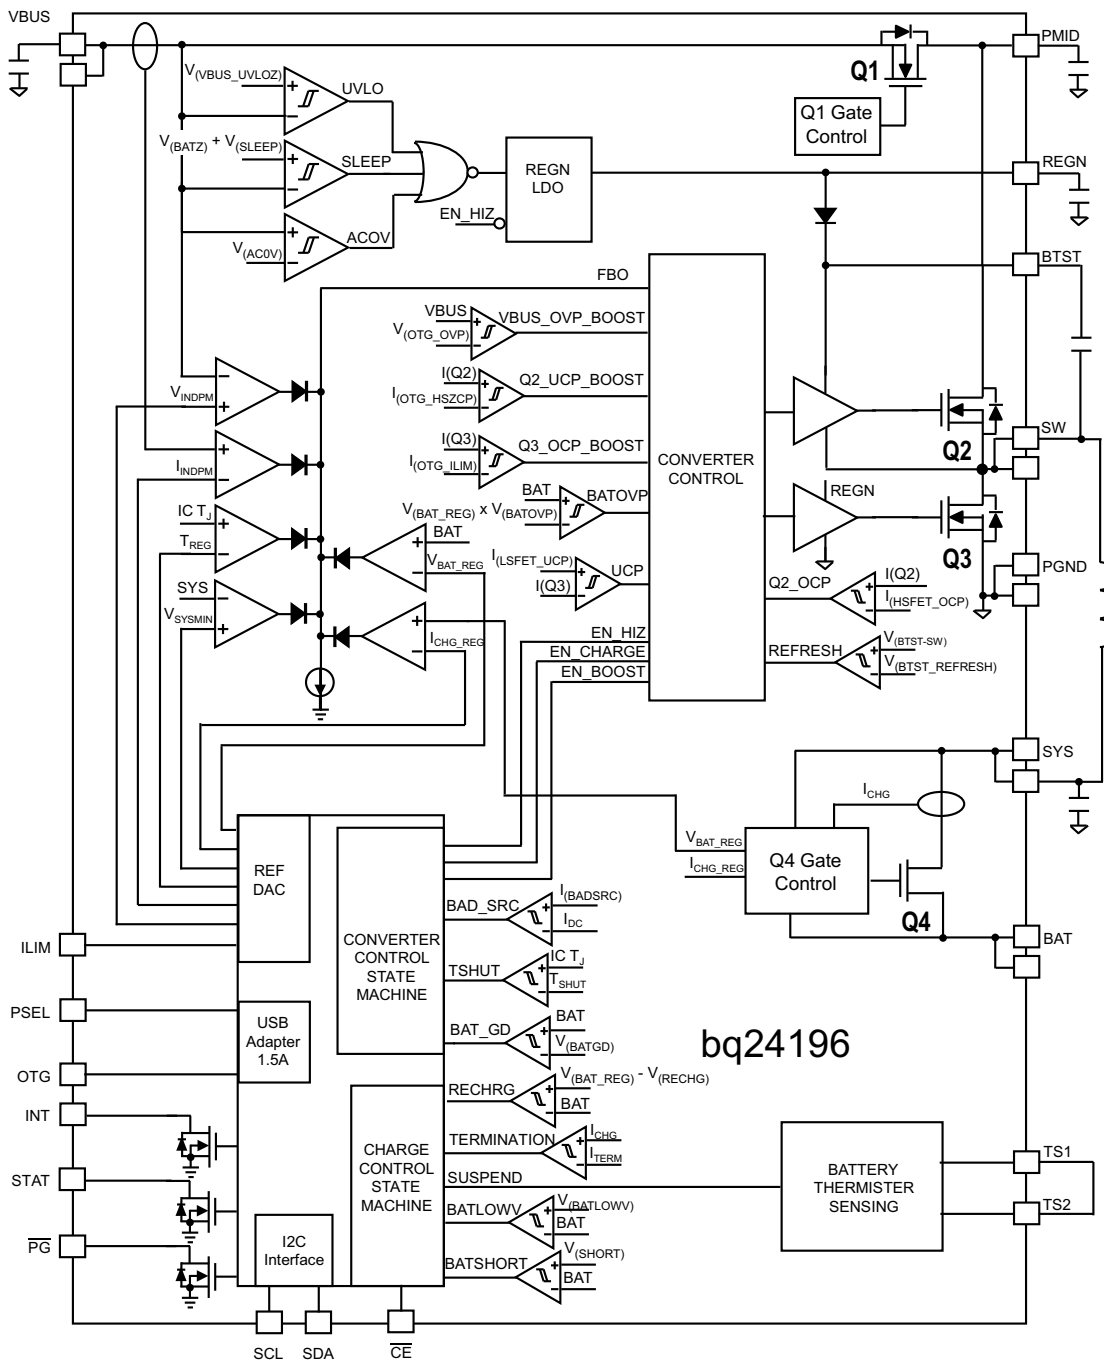 VBUS
PMID
V(VBUS_UVLOZ)
UVLO
Q1
Q1 Gate
Control
V(BATZ) + V(SLEEP)
SLEEP
REGN
LDO
REGN
EN_HIZ
ACOV
V(AC0V)
BTST
FBO
VBUS
V(OTG_OVP)
VBUS_OVP_BOOST
I(Q2)
I(OTG_HSZCP)
Q2_UCP_BOOST
VINDPM
I(Q3)
I(OTG_ILIM)
Q3_OCP_BOOST
CONVERTER
CONTROL
Q2
SW
IINDPM
BAT
V(BAT_REG) x V(BATOVP)
BATOVP
REGN
IC TJ
TREG
BAT
VBAT_REG
Q3
PGND
I(LSFET_UCP)
I(Q3)
UCP
Q2_OCP
I(Q2)
I(HSFET_OCP)
SYS
VSYSMIN
ICHG_REG
EN_HIZ
EN_CHARGE
EN_BOOST
REFRESH
V(BTST-SW)
V(BTST_REFRESH)
SYS
ICHG
VBAT_REG
ICHG_REG
Q4 Gate
Control
Q4
BAT
REF
DAC
CONVERTER
CONTROL
STATE
MACHINE
BAD_SRC
I(BADSRC)
IDC
ILIM
TSHUT
IC TJ
TSHUT
PSEL
USB
Adapter
1.5A
BAT_GD
BAT
V(BATGD)
bq24196
OTG
RECHRG
V(BAT_REG) - V(RECHG)
BAT
INT
CHARGE
CONTROL
STATE
MACHINE
TERMINATION
ICHG
ITERM
SUSPEND
BATTERY
THERMISTER
SENSING
TS1
TS2
STAT
BATLOWV
V(BATLOWV)
BAT
PG
I2C
Interface
BATSHORT
V(SHORT)
BAT
SCL
SDA
CE